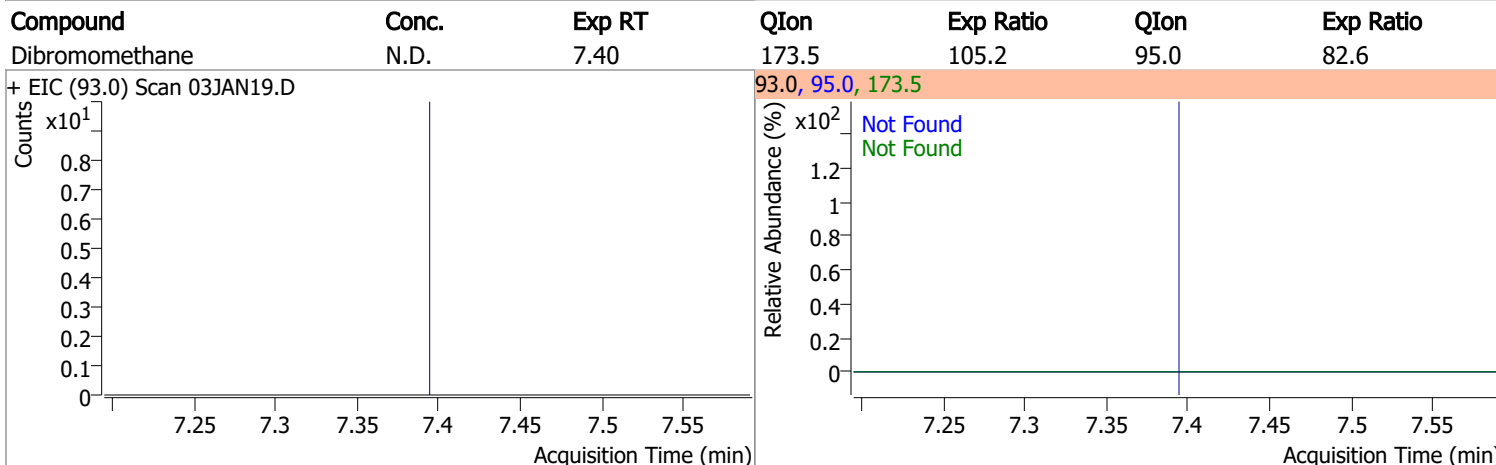 Compound Conc. Exp RT QIon Exp Ratio QIon Exp Ratio
Dibromomethane N.D. 7.40 173.5 105.2 95.0 82.6
+ EIC (93.0) Scan 03JAN19.D
Counts
x10¹
0.8
0.7
0.6
0.5
0.4
0.3
0.2
0.1
0
7.25 7.3 7.35 7.4 7.45 7.5 7.55
Acquisition Time (min)
93.0, 95.0, 173.5
Relative Abundance (%)
x10²
Not Found
Not Found
1.2
1
0.8
0.6
0.4
0.2
0
7.25 7.3 7.35 7.4 7.45 7.5 7.55
Acquisition Time (min)